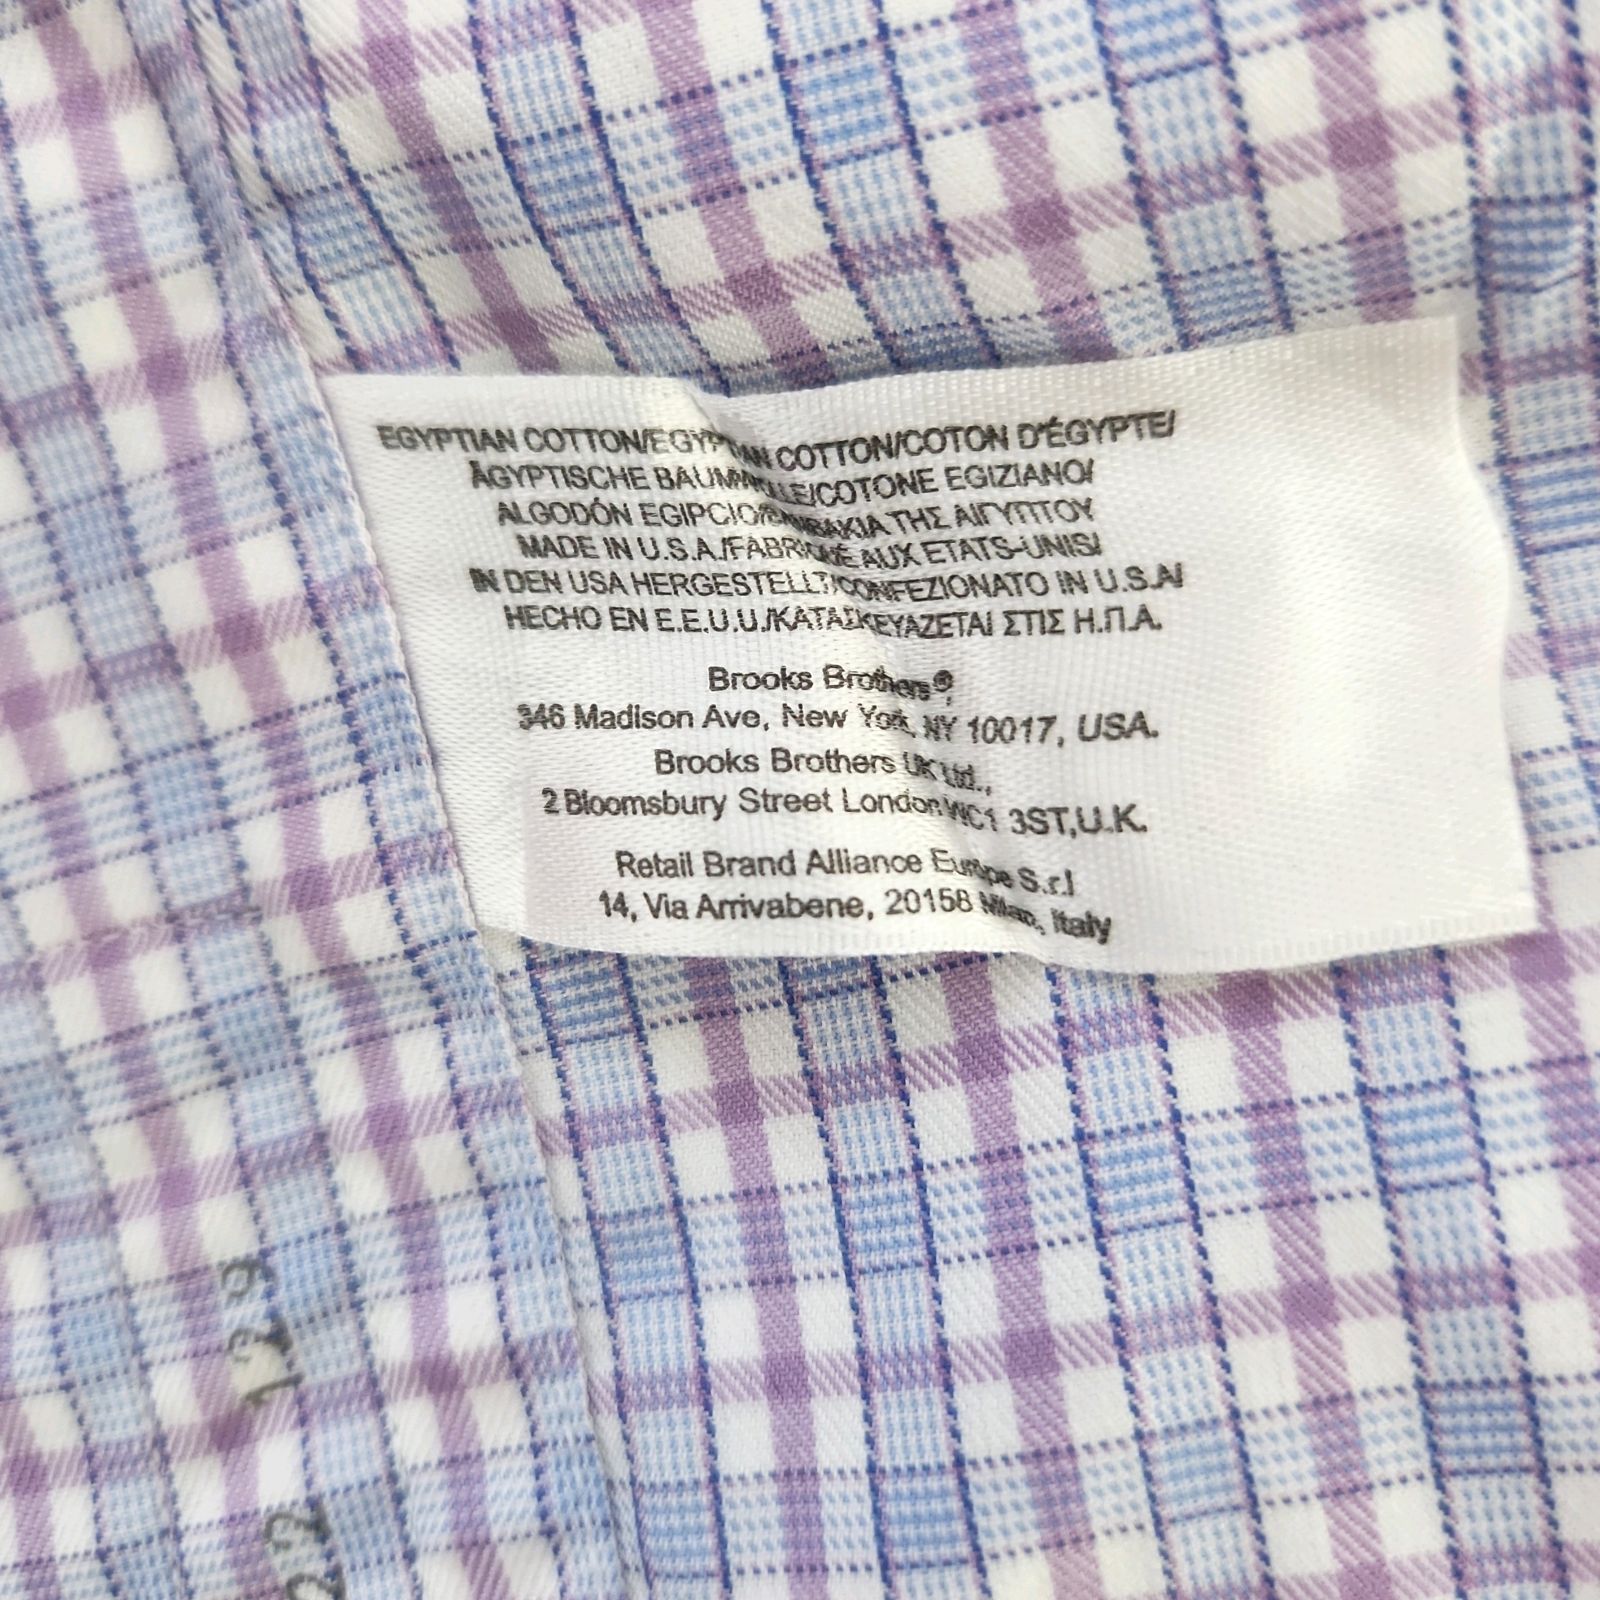 EGYPTIAN COTTON/EGYPTIAN COTTON/COTON D'ÉGYPTE/
ÄGYPTISCHE BAUMWOLLE/COTONE EGIZIANO/
ALGODÓN EGIPCIO/ΒΑΜΒΑΚΙΑ ΤΗΣ ΑΙΓΥΠΤΟΥ
MADE IN U.S.A./FABRIQUÉ AUX ETATS-UNIS/
IN DEN USA HERGESTELLT/CONFEZIONATO IN U.S.A/
HECHO EN E.E.U.U./ΚΑΤΑΣΚΕΥΑΖΕΤΑΙ ΣΤΙΣ Η.Π.Α.
Brooks Brothers®,
346 Madison Ave, New York, NY 10017, USA.
Brooks Brothers UK Ltd.,
2 Bloomsbury Street London WC1 3ST,U.K.
Retail Brand Alliance Europe S.r.l
14, Via Arrivabene, 20158 Milan, Italy
129
22